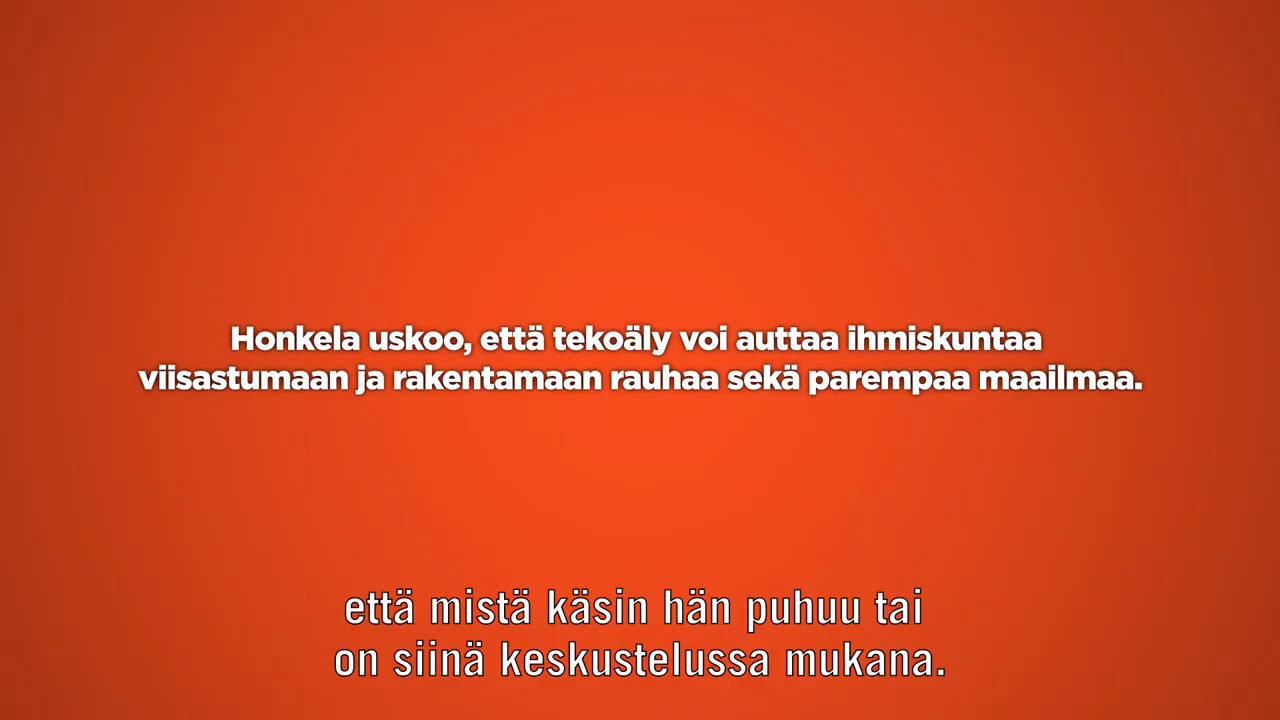 Honkela uskoo, että tekoäly voi auttaa ihmiskuntaa
viisastumaan ja rakentamaan rauhaa sekä parempaa maailmaa.
että mistä käsin hän puhuu tai
on siinä keskustelussa mukana.